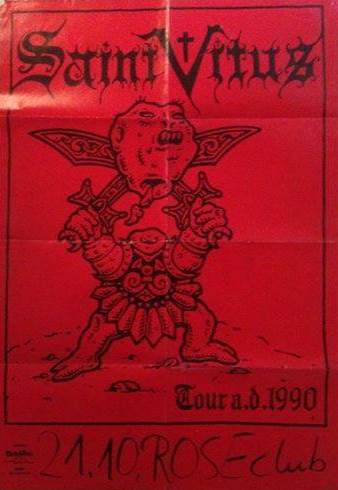 Saint Vitus
Tour a.d. 1990
21.10, ROSE club